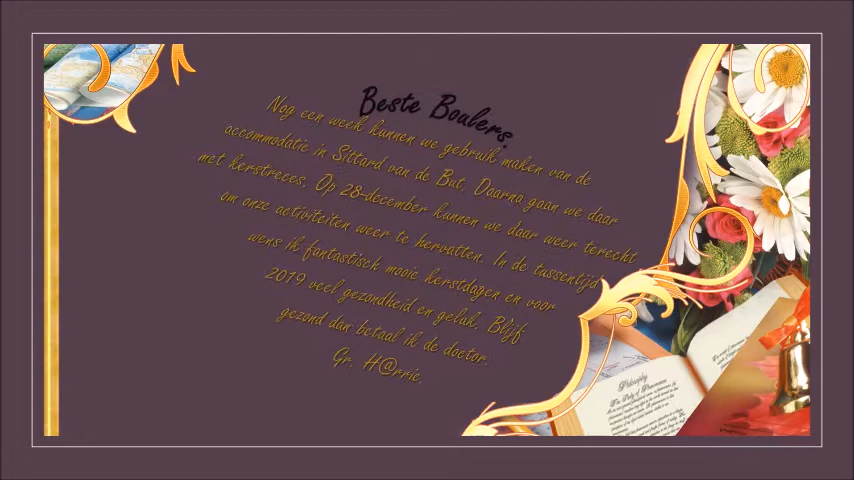 Beste Boulers.
Nog een week kunnen we gebruik maken van de
accommodatie in Sittard van de But. Daarna gaan we daar
met kerstreces. Op 28-december kunnen we daar weer terecht
om onze activiteiten weer te hervatten. In de tussentijd
wens ik fantastisch mooie kerstdagen en voor
2019 veel gezondheid en geluk. Blijf
gezond dan betaal ik de doctor.
Gr. H@rrie.
Philosophy